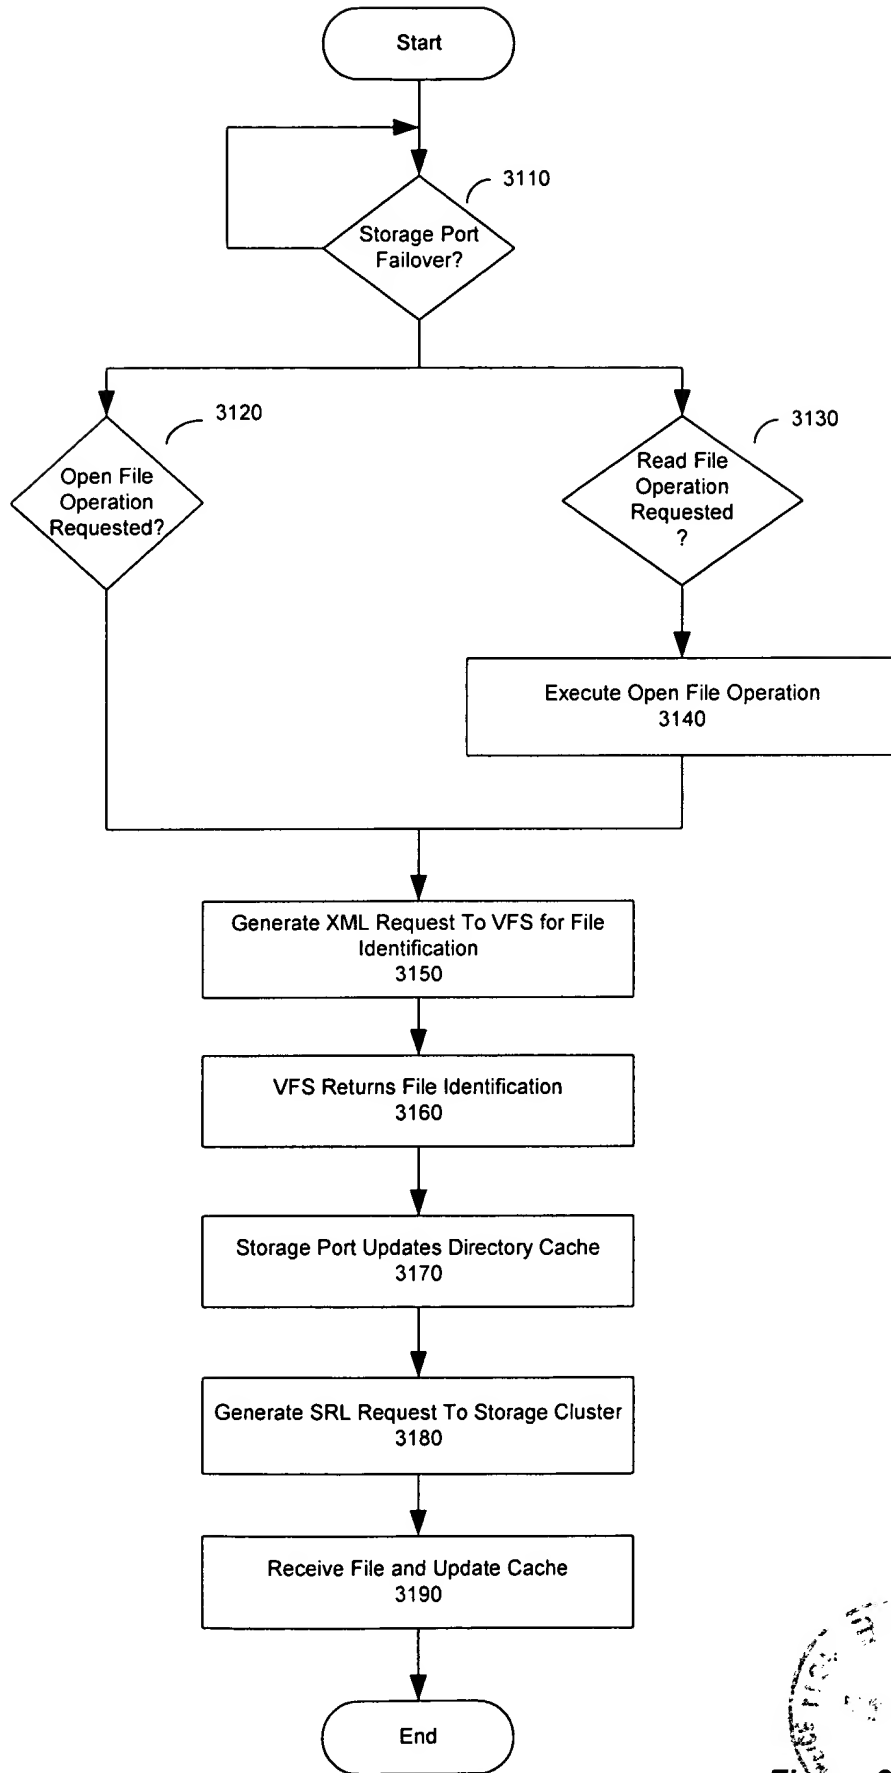 Start
3110
Storage Port
Failover?
3120
Open File
Operation
Requested?
3130
Read File
Operation
Requested
?
Execute Open File Operation
3140
Generate XML Request To VFS for File
Identification
3150
VFS Returns File Identification
3160
Storage Port Updates Directory Cache
3170
Generate SRL Request To Storage Cluster
3180
Receive File and Update Cache
3190
End